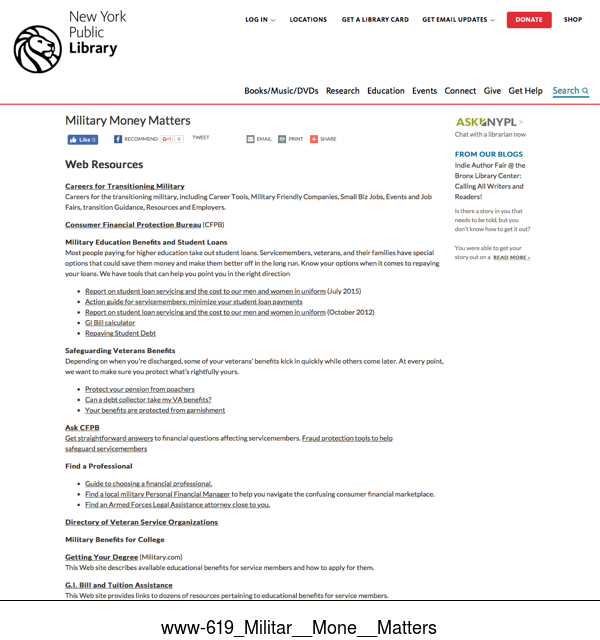 New York
Public
Library
LOG IN
LOCATIONS
GET A LIBRARY CARD
GET EMAIL UPDATES
DONATE
SHOP
Books/Music/DVDs Research Education Events Connect Give Get Help Search
Military Money Matters
Like 0
RECOMMEND
G+1 0
TWEET
EMAIL
PRINT
SHARE
Web Resources
Careers for Transitioning Military
Careers for the transitioning military, including Career Tools, Military Friendly Companies, Small Biz Jobs, Events and Job
Fairs, transition Guidance, Resources and Employers.
Consumer Financial Protection Bureau (CFPB)
Military Education Benefits and Student Loans
Most people paying for higher education take out student loans. Servicemembers, veterans, and their families have special
options that could save them money and make them better off in the long run. Know your options when it comes to repaying
your loans. We have tools that can help you point you in the right direction
• Report on student loan servicing and the cost to our men and women in uniform (July 2015)
• Action guide for servicemembers: minimize your student loan payments
• Report on student loan servicing and the cost to our men and women in uniform (October 2012)
• GI Bill calculator
• Repaying Student Debt
Safeguarding Veterans Benefits
Depending on when you're discharged, some of your veterans' benefits kick in quickly while others come later. At every point,
we want to make sure you protect what's rightfully yours.
• Protect your pension from poachers
• Can a debt collector take my VA benefits?
• Your benefits are protected from garnishment
Ask CFPB
Get straightforward answers to financial questions affecting servicemembers. Fraud protection tools to help
safeguard servicemembers
Find a Professional
• Guide to choosing a financial professional.
• Find a local military Personal Financial Manager to help you navigate the confusing consumer financial marketplace.
• Find an Armed Forces Legal Assistance attorney close to you.
Directory of Veteran Service Organizations
Military Benefits for College
Getting Your Degree (Military.com)
This Web site describes available educational benefits for service members and how to apply for them.
G.I. Bill and Tuition Assistance
This Web site provides links to dozens of resources pertaining to educational benefits for service members.
ASK NYPL >
Chat with a librarian now
FROM OUR BLOGS
Indie Author Fair @ the
Bronx Library Center:
Calling All Writers and
Readers!
Is there a story in you that
needs to be told, but you
don't know how to get it out?
You were able to get your
story out on a READ MORE ›
www-619_Militar__Mone__Matters